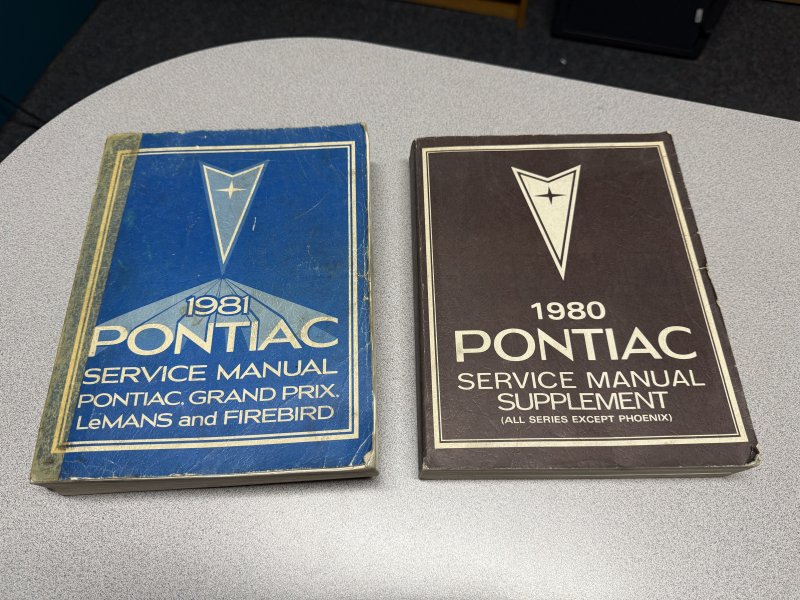 1981
PONTIAC
SERVICE MANUAL
PONTIAC, GRAND PRIX,
LeMANS and FIREBIRD
1980
PONTIAC
SERVICE MANUAL
SUPPLEMENT
(ALL SERIES EXCEPT PHOENIX)